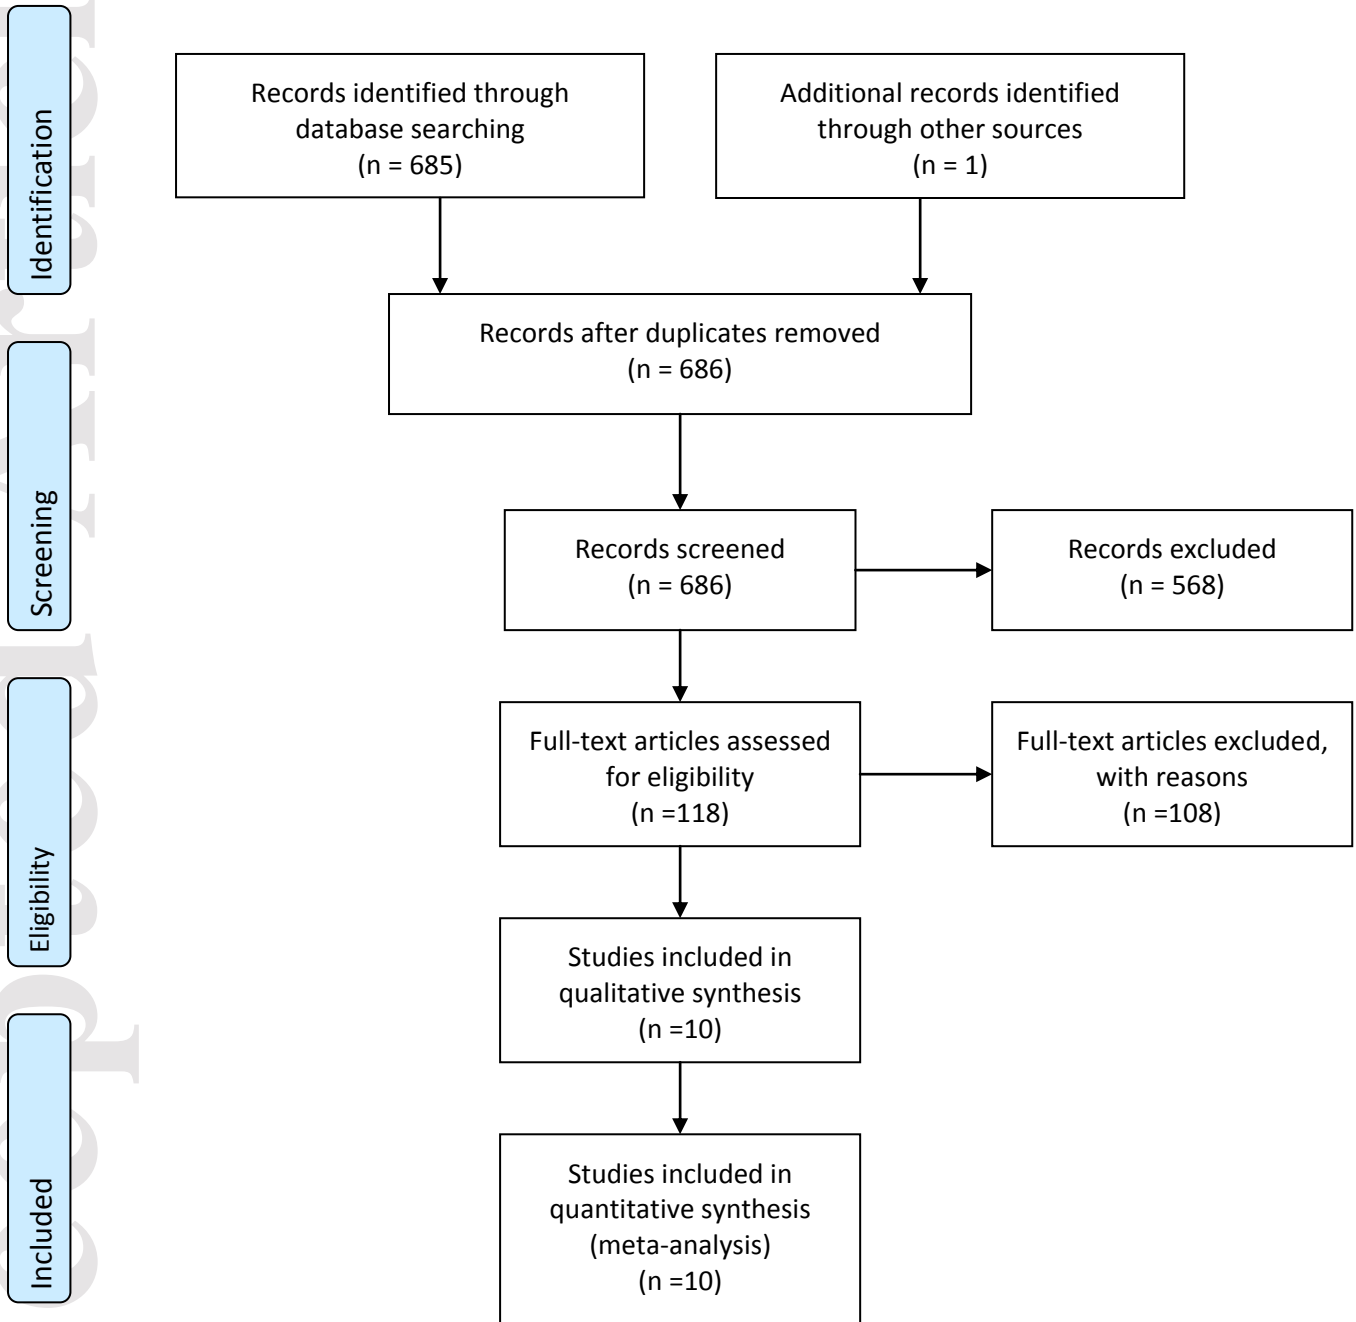 Identification
Records identified through
database searching
(n = 685)
Additional records identified
through other sources
(n = 1)
Records after duplicates removed
(n = 686)
Screening
Records screened
(n = 686)
Records excluded
(n = 568)
Eligibility
Full-text articles assessed
for eligibility
(n =118)
Full-text articles excluded,
with reasons
(n =108)
Studies included in
qualitative synthesis
(n =10)
Included
Studies included in
quantitative synthesis
(meta-analysis)
(n =10)